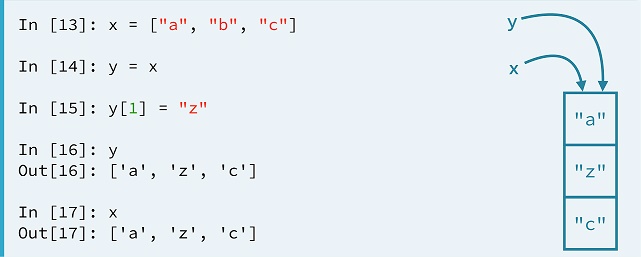 In [13]: x = ["a", "b", "c"]
In [14]: y = x
In [15]: y[1] = "z"
In [16]: y
Out[16]: ['a', 'z', 'c']
In [17]: x
Out[17]: ['a', 'z', 'c']
y
x
"a"
"z"
"c"